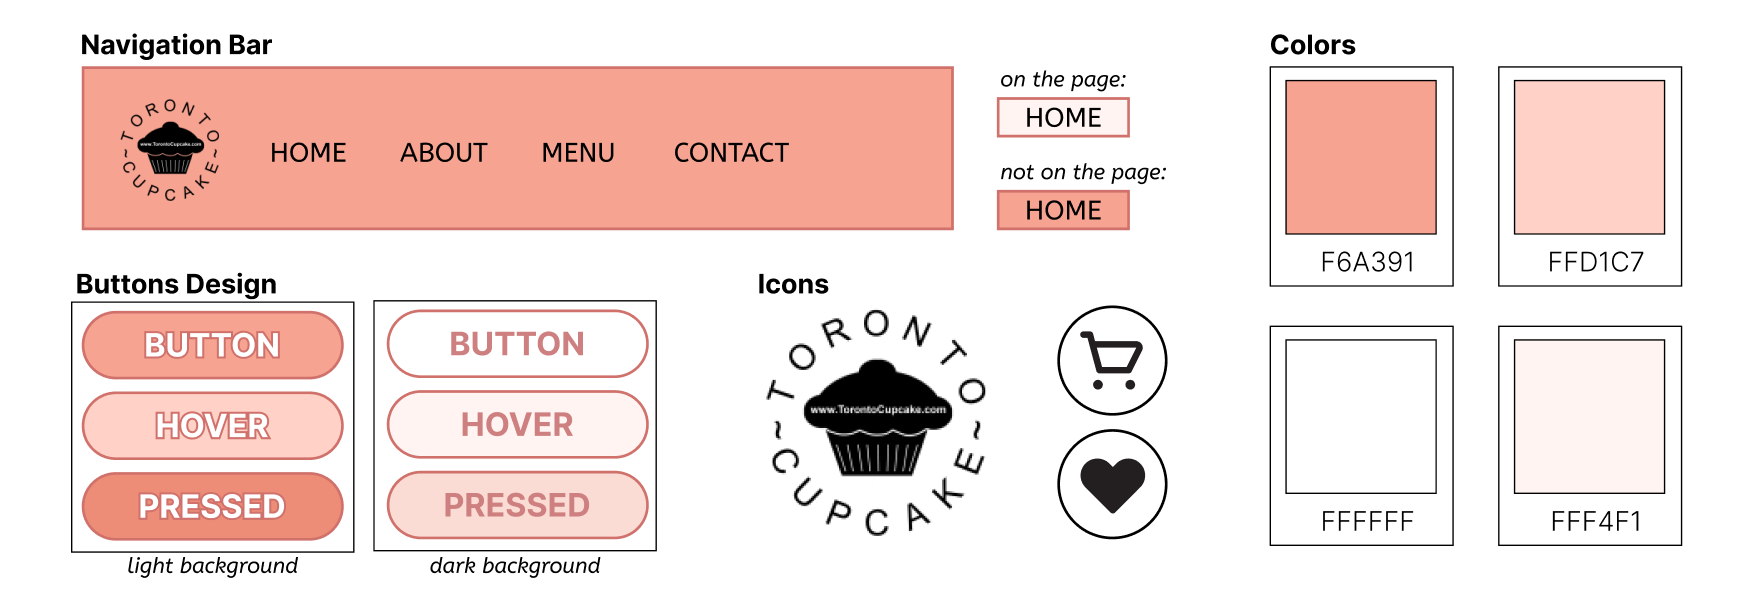 Navigation Bar
TORONTO
www.TorontoCupcake.com
~CUPCAKE~
HOME ABOUT MENU CONTACT
on the page:
HOME
not on the page:
HOME
Colors
F6A391 FFD1C7
FFFFFF FFF4F1
Buttons Design
BUTTON
HOVER
PRESSED
light background
BUTTON
HOVER
PRESSED
dark background
Icons
TORONTO
www.TorontoCupcake.com
~CUPCAKE~